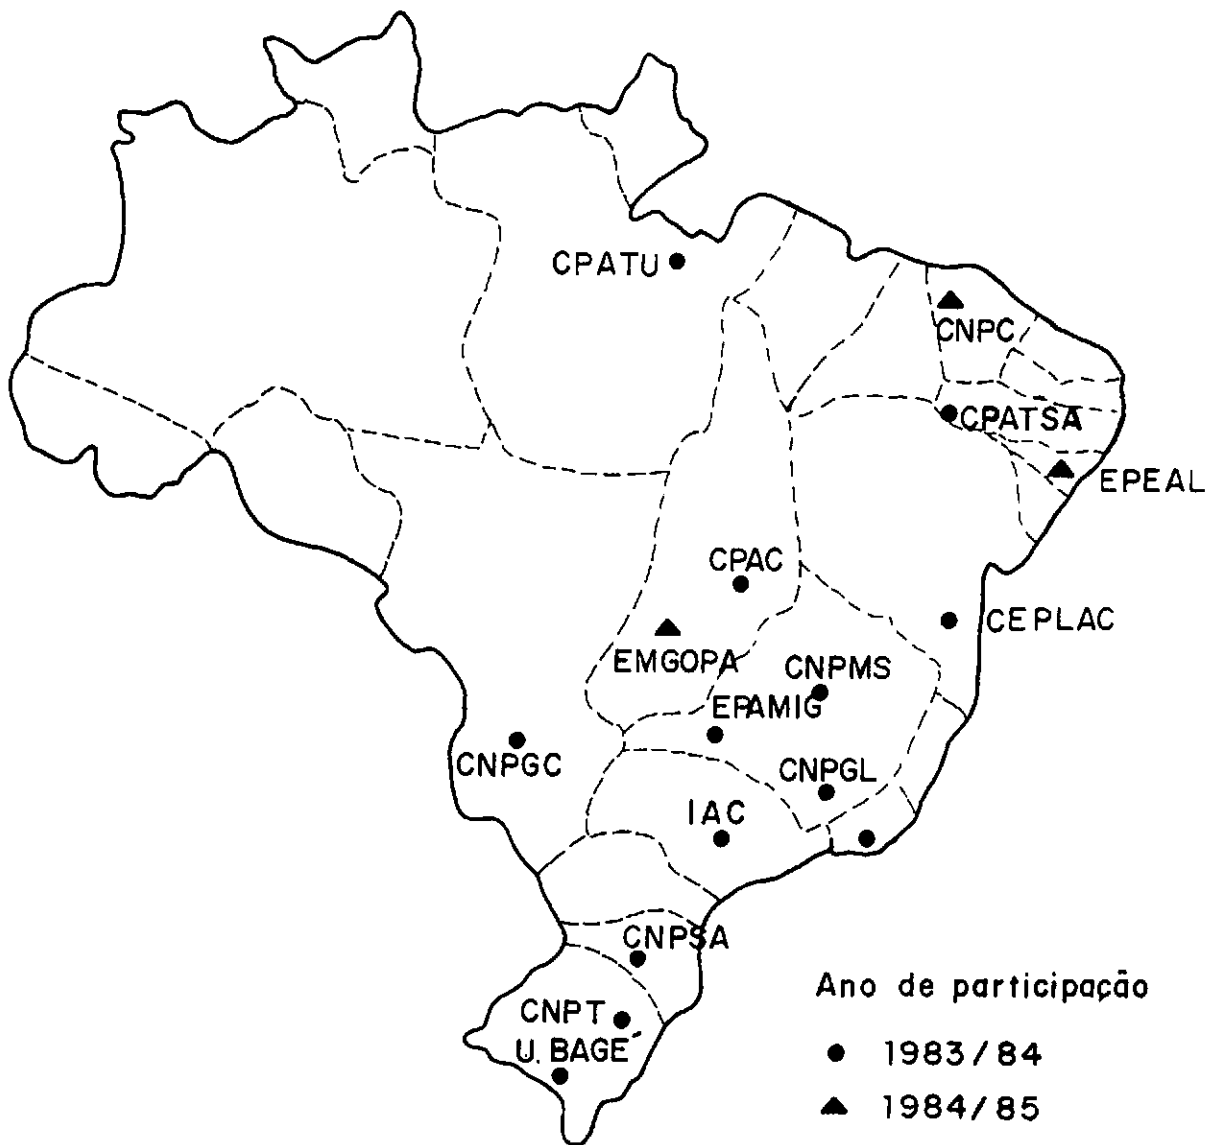 CPATU
CNPC
CPATSA
EPEAL
CPAC
CEPLAC
EMGOPA
CNPMS
EPAMIG
CNPGC
CNPGL
IAC
CNPSA
Ano de participação
CNPT
1983/84
U. BAGÉ
1984/85